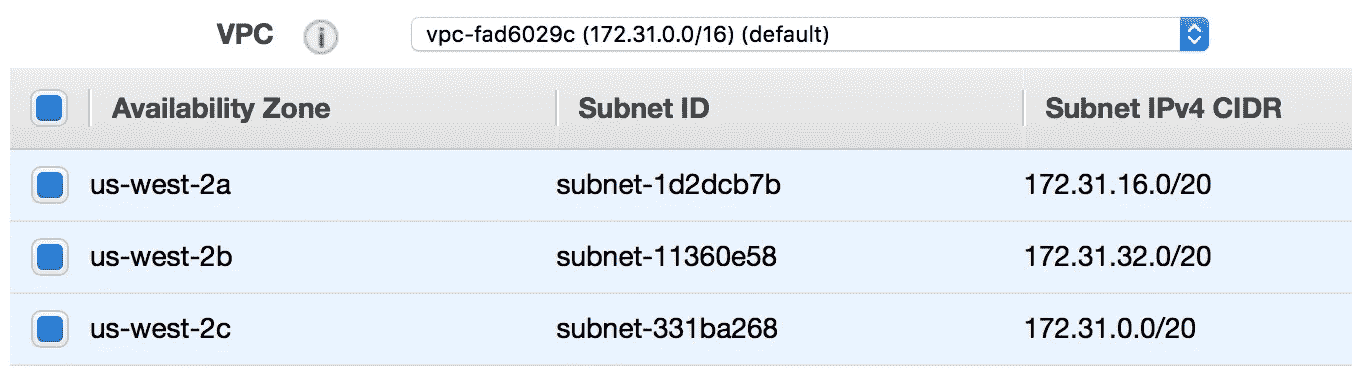 VPC i vpc-fad6029c (172.31.0.0/16) (default)
Availability Zone Subnet ID Subnet IPv4 CIDR
us-west-2a subnet-1d2dcb7b 172.31.16.0/20
us-west-2b subnet-11360e58 172.31.32.0/20
us-west-2c subnet-331ba268 172.31.0.0/20